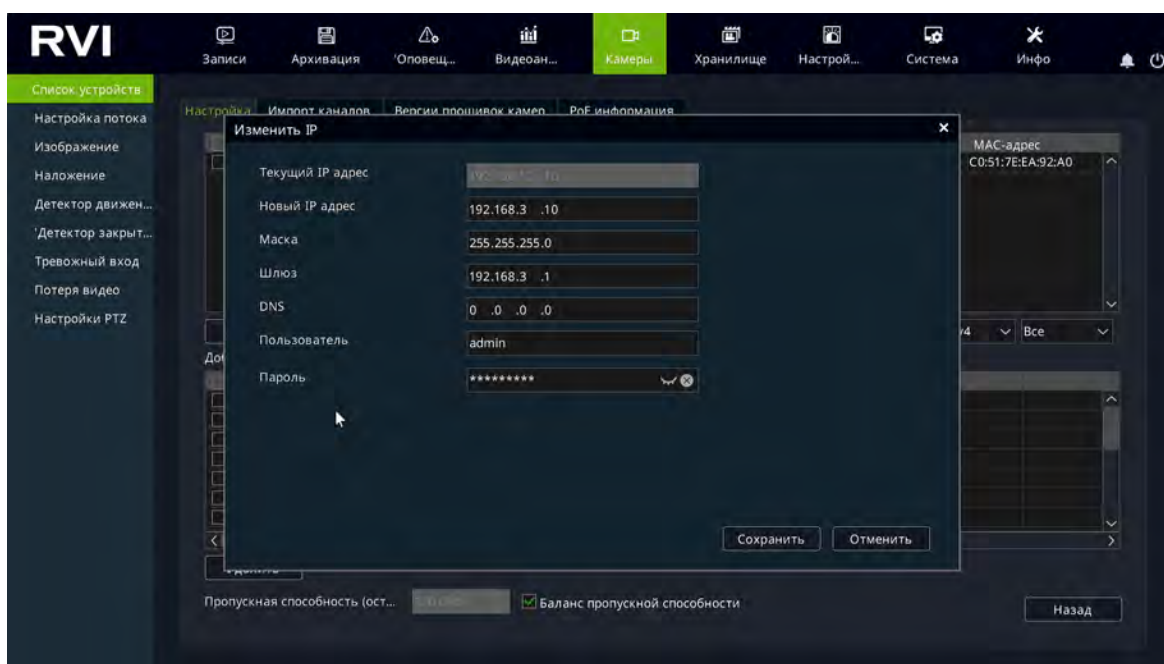 RVI
Записи
Архивация
'Оповещ...
Видеоан...
Камеры
Хранилище
Настрой...
Система
Инфо
Список устройств
Настройка потока
Изображение
Наложение
Детектор движен...
'Детектор закрыт...
Тревожный вход
Потеря видео
Настройки PTZ
Настройка
Импорт каналов
Версии прошивок камер
PoE информация
Изменить IP
MAC-адрес
C0:51:7E:EA:92:A0
Текущий IP адрес
Новый IP адрес 192.168.3 .10
Маска 255.255.255.0
Шлюз 192.168.3 .1
DNS 0 .0 .0 .0
Пользователь admin
Пароль *********
Все
Сохранить Отменить
Пропускная способность (ост...
Баланс пропускной способности
Назад